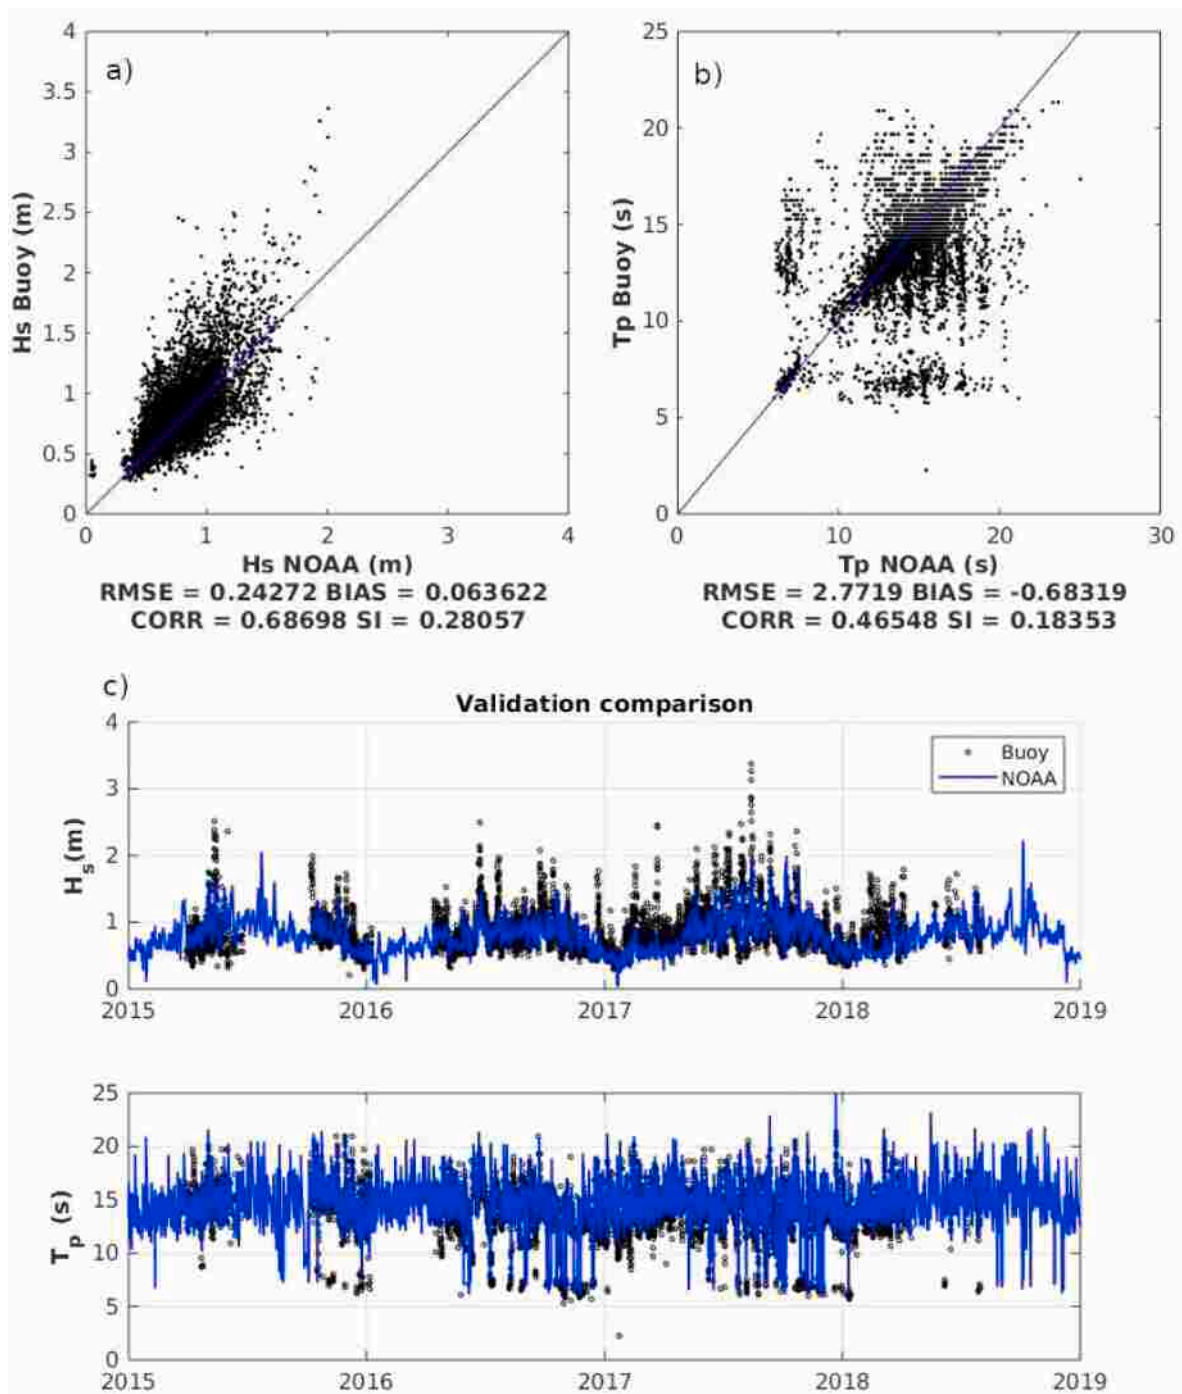 a)
4
3.5
3
2.5
2
1.5
1
0.5
0
0 1 2 3 4
Hs Buoy (m)
Hs NOAA (m)
RMSE = 0.24272 BIAS = 0.063622
CORR = 0.68698 SI = 0.28057
b)
25
20
15
10
5
0
0 10 20 30
Tp Buoy (s)
Tp NOAA (s)
RMSE = 2.7719 BIAS = -0.68319
CORR = 0.46548 SI = 0.18353
c)
Validation comparison
Buoy
NOAA
4
3
2
1
0
Hs(m)
2015 2016 2017 2018 2019
25
20
15
10
5
0
Tp (s)
2015 2016 2017 2018 2019